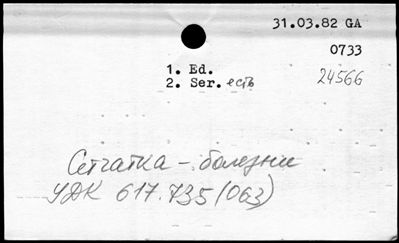 31.03.82 GA
0733
1. Ed.
2. Ser. есть
24566
Сетчатка – болезни
УДК 617.735(063)